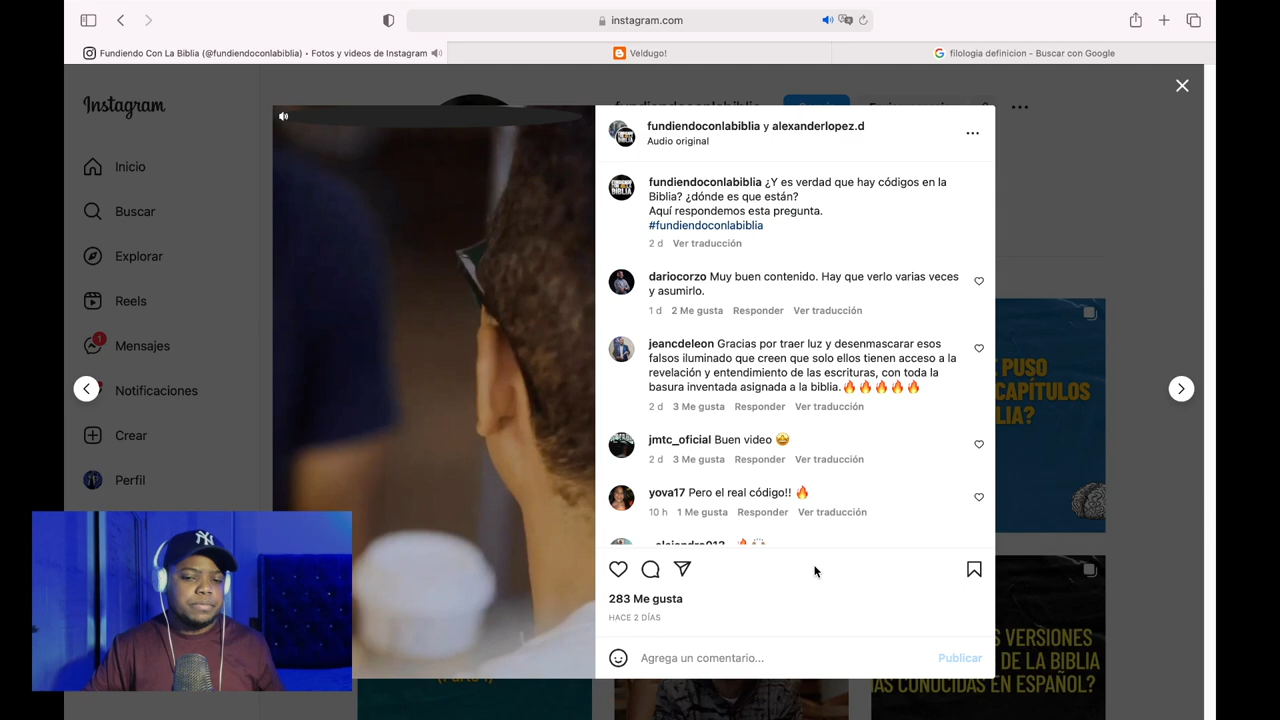 instagram.com
Fundiendo Con La Biblia (@fundiendoconlabiblia) • Fotos y videos de Instagram
Veldugo!
filologia definicion - Buscar con Google
Instagram
Inicio
Buscar
Explorar
Reels
1
Mensajes
Notificaciones
Crear
Perfil
fundiendoconlabiblia y alexanderlopez.d
Audio original
fundiendoconlabiblia ¿Y es verdad que hay códigos en la
Biblia? ¿dónde es que están?
Aquí respondemos esta pregunta.
#fundiendoconlabiblia
2 d Ver traducción
dariocorzo Muy buen contenido. Hay que verlo varias veces
y asumirlo.
1 d 2 Me gusta Responder Ver traducción
jeancdeleon Gracias por traer luz y desenmascarar esos
falsos iluminado que creen que solo ellos tienen acceso a la
revelación y entendimiento de las escrituras, con toda la
basura inventada asignada a la biblia.🔥🔥🔥🔥🔥
2 d 3 Me gusta Responder Ver traducción
jmtc_oficial Buen video 🤩
2 d 3 Me gusta Responder Ver traducción
yova17 Pero el real código!! 🔥
10 h 1 Me gusta Responder Ver traducción
283 Me gusta
HACE 2 DÍAS
Agrega un comentario...
Publicar
PUSO
CAPÍTULOS
LIA?
VERSIONES
DE LA BIBLIA
AS CONOCIDAS EN ESPAÑOL?
NY